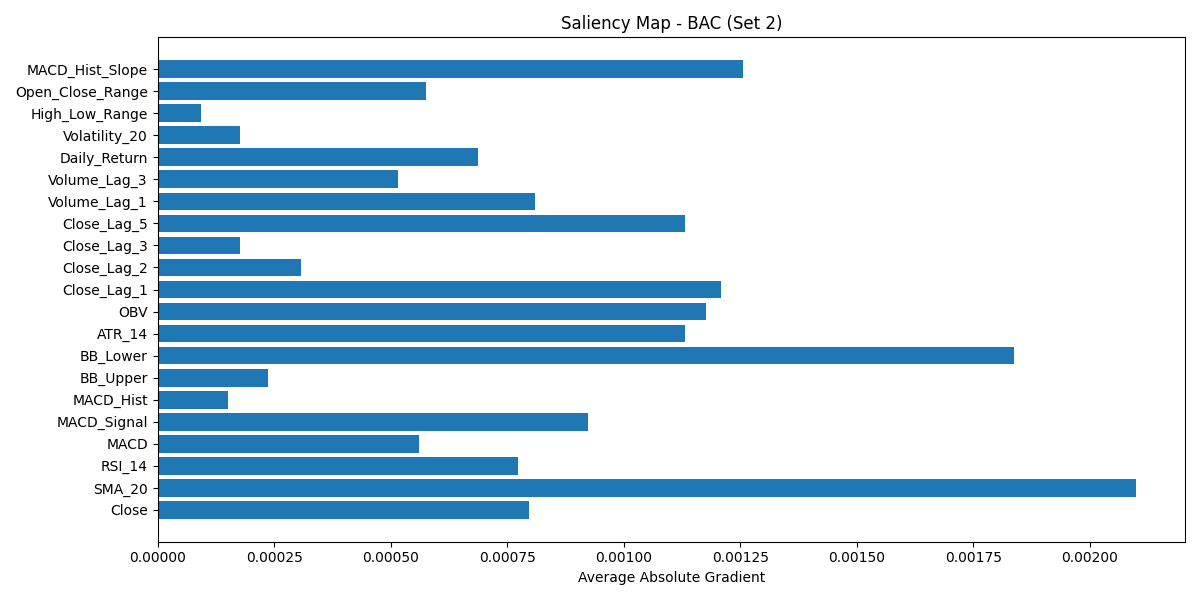 Saliency Map - BAC (Set 2)
MACD_Hist_Slope
Open_Close_Range
High_Low_Range
Volatility_20
Daily_Return
Volume_Lag_3
Volume_Lag_1
Close_Lag_5
Close_Lag_3
Close_Lag_2
Close_Lag_1
OBV
ATR_14
BB_Lower
BB_Upper
MACD_Hist
MACD_Signal
MACD
RSI_14
SMA_20
Close
0.00000 0.00025 0.00050 0.00075 0.00100 0.00125 0.00150 0.00175 0.00200
Average Absolute Gradient